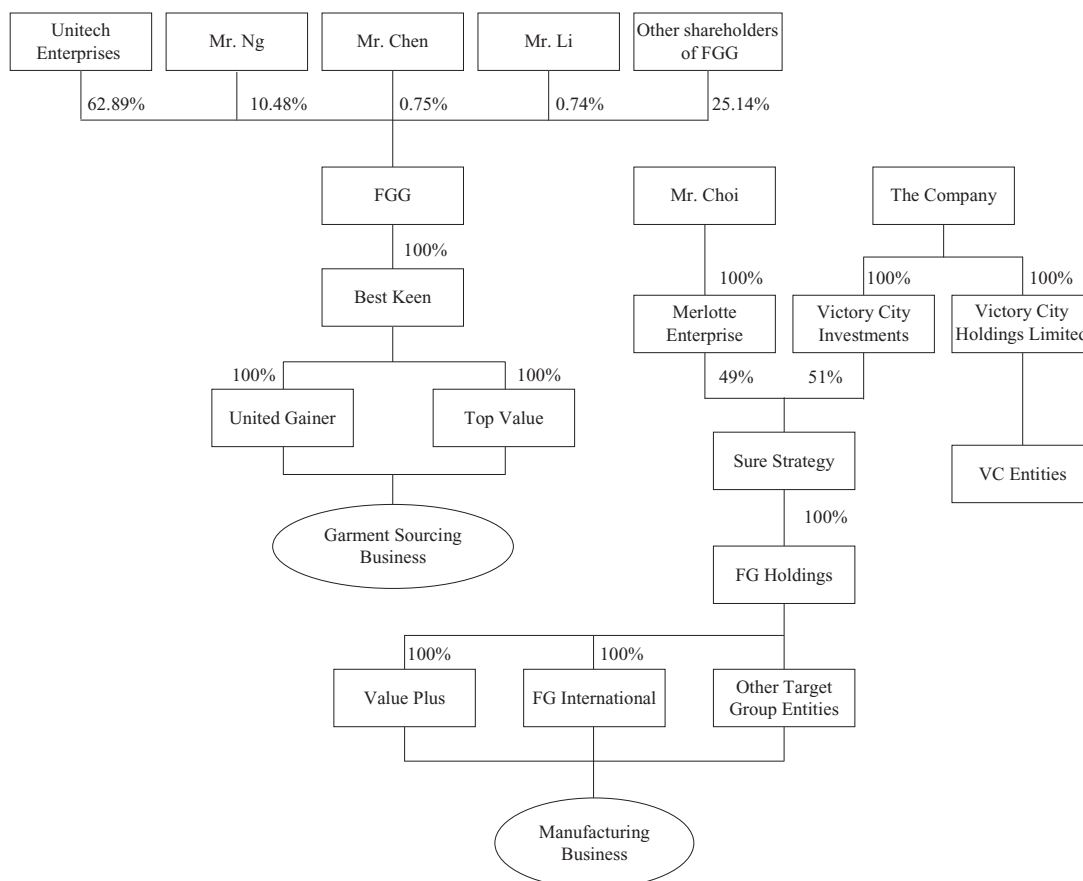 Unitech
Enterprises
Mr. Ng
Mr. Chen
Mr. Li
Other shareholders
of FGG
62.89%
10.48%
0.75%
0.74%
25.14%
FGG
Mr. Choi
The Company
100%
100%
100%
100%
Best Keen
Merlotte
Enterprise
Victory City
Investments
Victory City
Holdings Limited
100%
100%
49%
51%
United Gainer
Top Value
Sure Strategy
VC Entities
100%
Garment Sourcing
Business
FG Holdings
100%
100%
Value Plus
FG International
Other Target
Group Entities
Manufacturing
Business